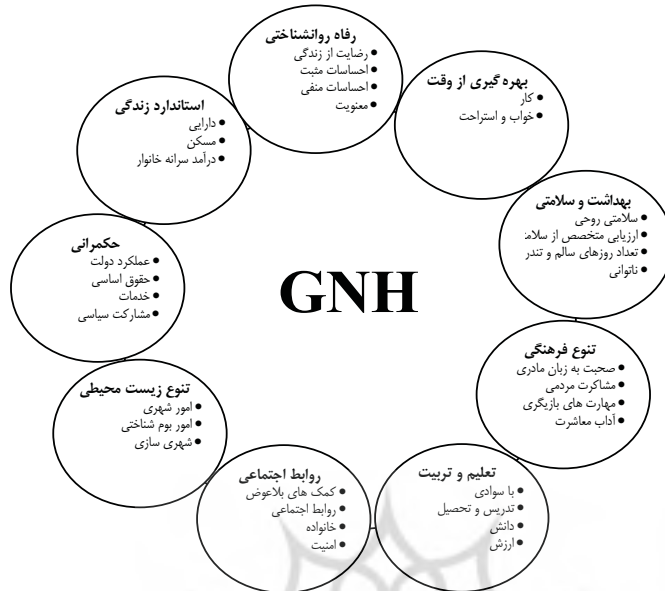 رفاه روانشناختی
• رضایت از زندگی
• احساسات مثبت
• احساسات منفی
• معنویت
بهره گیری از وقت
• کار
• خواب و استراحت
بهداشت و سلامتی
• سلامتی روحی
• ارزیابی متخصص از سلامت
• تعداد روزهای سالم و تندر
• ناتوانی
تنوع فرهنگی
• صحبت به زبان مادری
• مشاکرت مردمی
• مهارت های بازیگری
• آداب معاشرت
تعلیم و تربیت
• با سوادی
• تدریس و تحصیل
• دانش
• ارزش
روابط اجتماعی
• کمک های بلاعوض
• روابط اجتماعی
• خانواده
• امنیت
تنوع زیست محیطی
• امور شهری
• امور بوم شناختی
• شهری سازی
حکمرانی
• عملکرد دولت
• حقوق اساسی
• خدمات
• مشارکت سیاسی
استاندارد زندگی
• دارایی
• مسکن
• درآمد سرانه خانوار
GNH